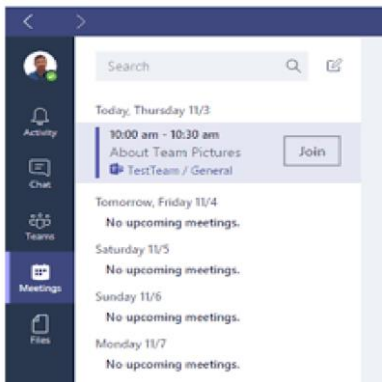 Search
Activity
Chat
Teams
Meetings
Files
Today, Thursday 11/3
10:00 am - 10:30 am
About Team Pictures
TestTeam / General
Join
Tomorrow, Friday 11/4
No upcoming meetings.
Saturday 11/5
No upcoming meetings.
Sunday 11/6
No upcoming meetings.
Monday 11/7
No upcoming meetings.